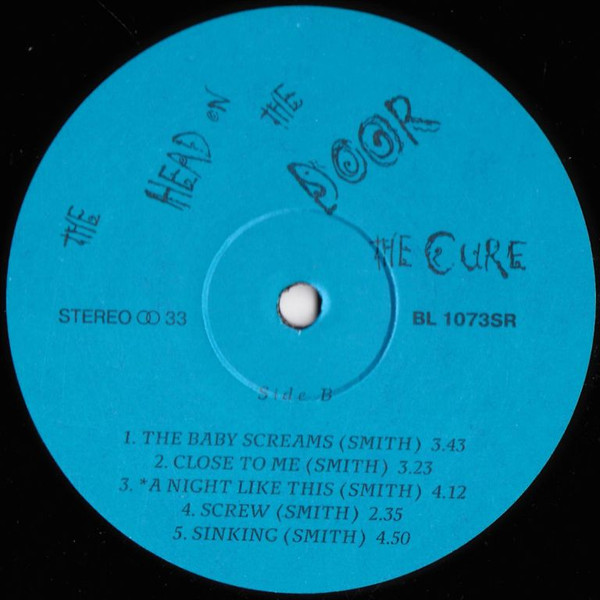 THE HEAD ON THE DOOR
THE CURE
STEREO 33
BL 1073SR
Side B
1. THE BABY SCREAMS (SMITH) 3.43
2. CLOSE TO ME (SMITH) 3.23
3. *A NIGHT LIKE THIS (SMITH) 4.12
4. SCREW (SMITH) 2.35
5. SINKING (SMITH) 4.50